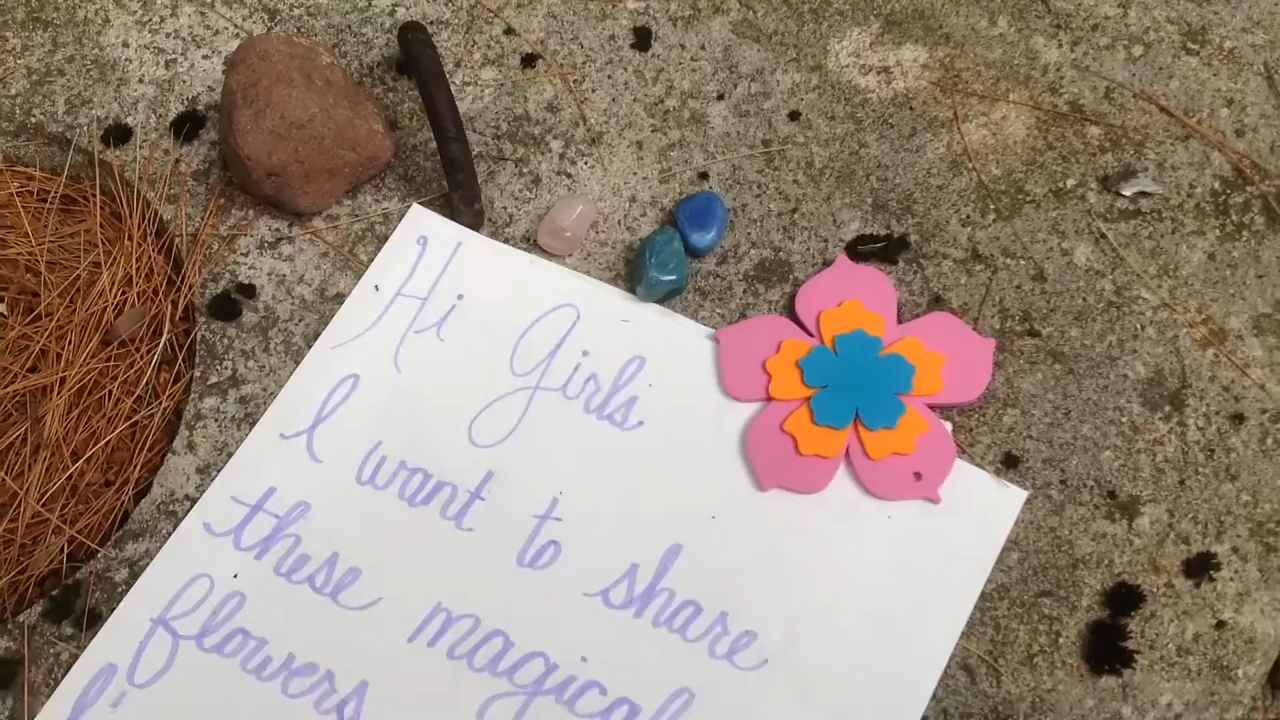 Hi Girls
I want to share
these magical
flowers